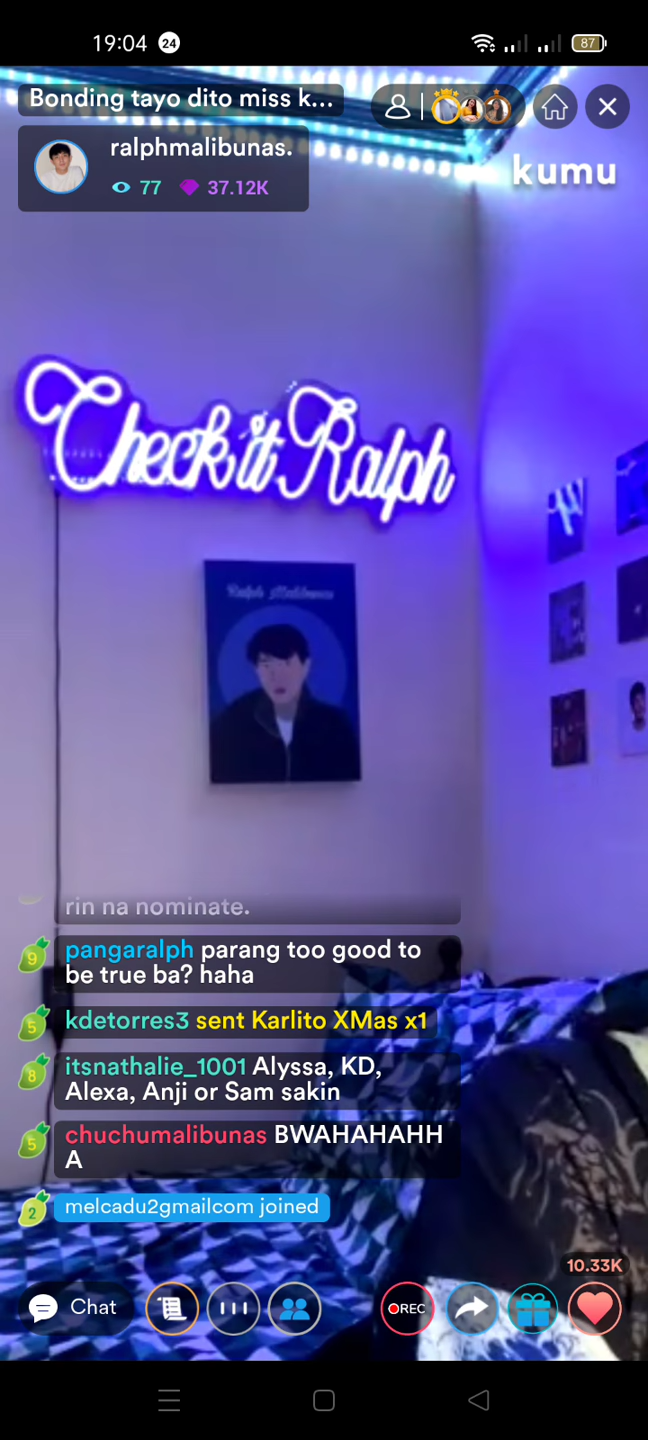 19:04 24
87
Bonding tayo dito miss k...
ralphmalibunas.
77 37.12K
kumu
Check it Ralph
Ralph Malibunas
rin na nominate.
9 pangaralph parang too good to
be true ba? haha
5 kdetorres3 sent Karlito XMas x1
8 itsnathalie_1001 Alyssa, KD,
Alexa, Anji or Sam sakin
5 chuchumalibunas BWAHAHAHH
A
2 melcadu2gmailcom joined
10.33K
Chat
REC